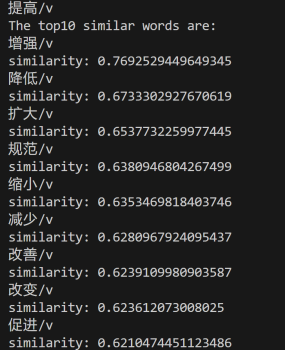 提高/v
The top10 similar words are:
增强/v
similarity: 0.7692529449649345
降低/v
similarity: 0.6733302927670619
扩大/v
similarity: 0.6537732259977445
规范/v
similarity: 0.6380946804267499
缩小/v
similarity: 0.6353469818403746
减少/v
similarity: 0.6280967924095437
改善/v
similarity: 0.6239109980903587
改变/v
similarity: 0.623612073008025
促进/v
similarity: 0.6210474451123486